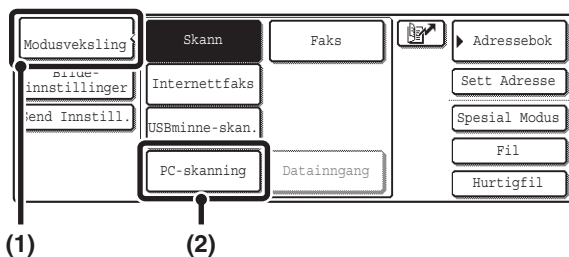 Modusveksling
Skann
Faks
Adressebok
Bilde-
innstillinger
Internettfaks
Sett Adresse
Send Innstill.
USBminne-skan.
Spesial Modus
PC-skanning
Datainngang
Fil
Hurtigfil
(1)
(2)